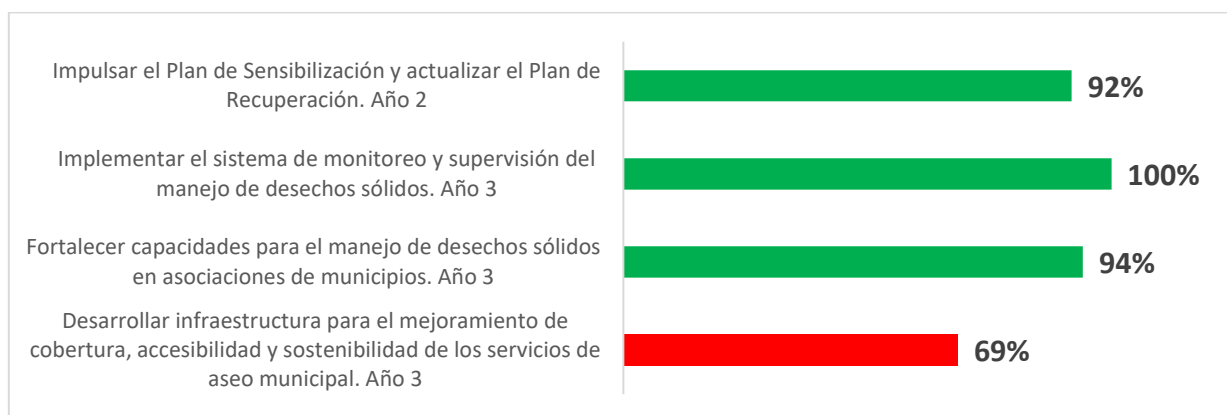 Impulsar el Plan de Sensibilización y actualizar el Plan de
Recuperación. Año 2
92%
Implementar el sistema de monitoreo y supervisión del
manejo de desechos sólidos. Año 3
100%
Fortalecer capacidades para el manejo de desechos sólidos
en asociaciones de municipios. Año 3
94%
Desarrollar infraestructura para el mejoramiento de
cobertura, accesibilidad y sostenibilidad de los servicios de
aseo municipal. Año 3
69%